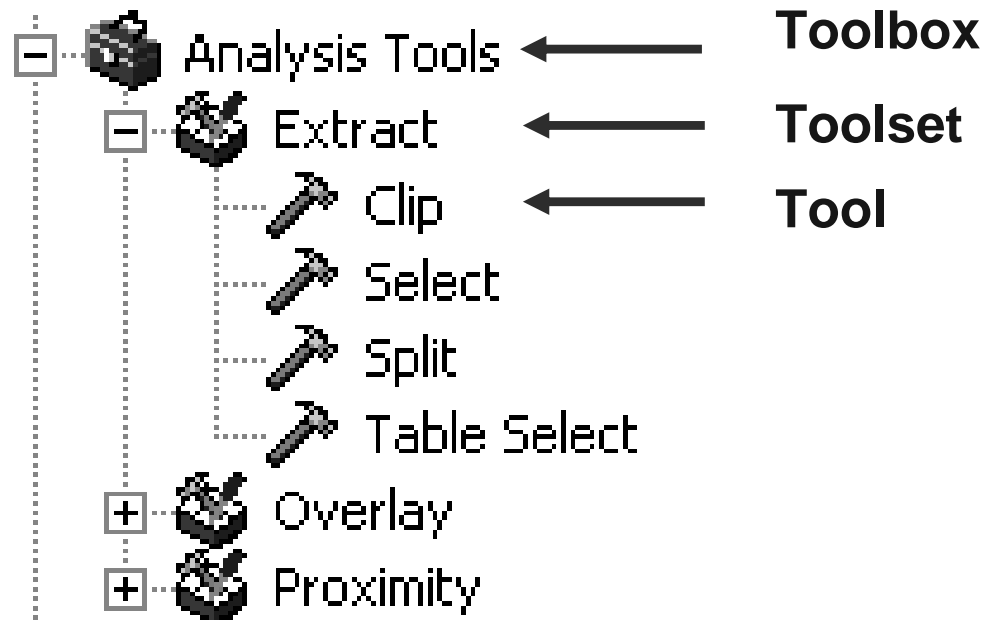 Analysis Tools Toolbox
Extract Toolset
Clip Tool
Select
Split
Table Select
Overlay
Proximity